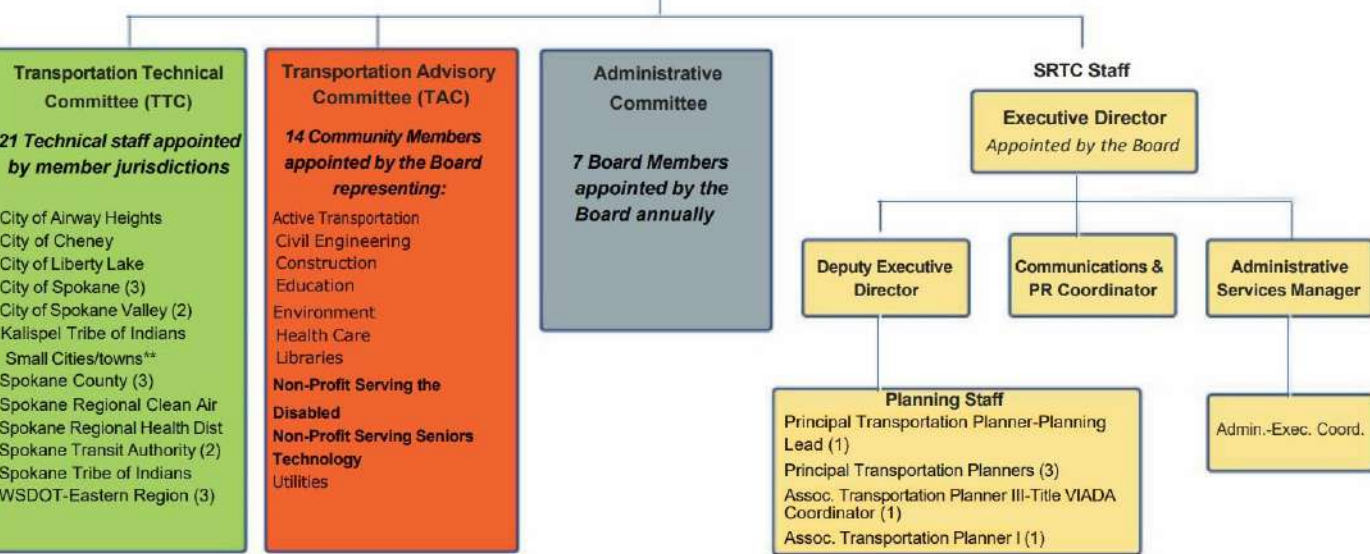 Transportation Technical
Committee (TTC)
21 Technical staff appointed
by member jurisdictions
City of Airway Heights
City of Cheney
City of Liberty Lake
City of Spokane (3)
City of Spokane Valley (2)
Kalispel Tribe of Indians
Small Cities/towns**
Spokane County (3)
Spokane Regional Clean Air
Spokane Regional Health Dist
Spokane Transit Authority (2)
Spokane Tribe of Indians
WSDOT-Eastern Region (3)
Transportation Advisory
Committee (TAC)
14 Community Members
appointed by the Board
representing:
Active Transportation
Civil Engineering
Construction
Education
Environment
Health Care
Libraries
Non-Profit Serving the
Disabled
Non-Profit Serving Seniors
Technology
Utilities
Administrative
Committee
7 Board Members
appointed by the
Board annually
SRTC Staff
Executive Director
Appointed by the Board
Deputy Executive
Director
Communications &
PR Coordinator
Administrative
Services Manager
Planning Staff
Principal Transportation Planner-Planning
Lead (1)
Principal Transportation Planners (3)
Assoc. Transportation Planner III-Title VIADA
Coordinator (1)
Assoc. Transportation Planner I (1)
Admin.-Exec. Coord.